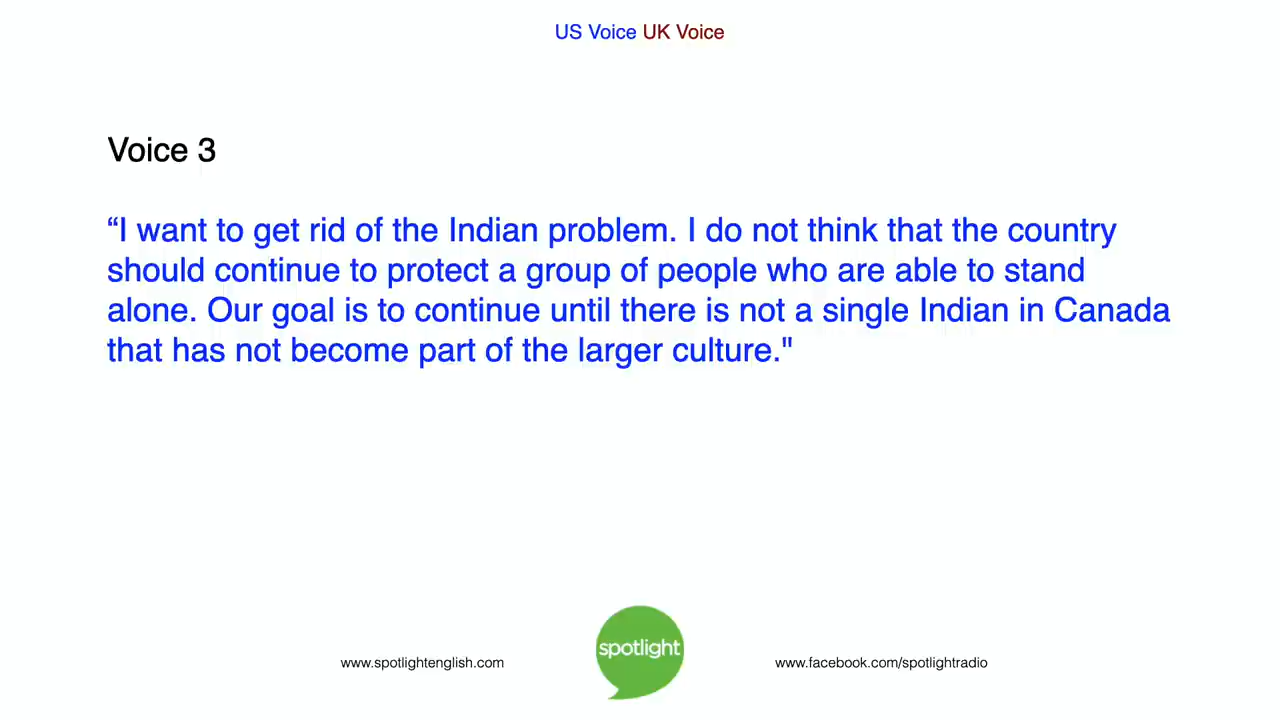 US Voice UK Voice
Voice 3
“I want to get rid of the Indian problem. I do not think that the country
should continue to protect a group of people who are able to stand
alone. Our goal is to continue until there is not a single Indian in Canada
that has not become part of the larger culture."
www.spotlightenglish.com
spotlight
www.facebook.com/spotlightradio